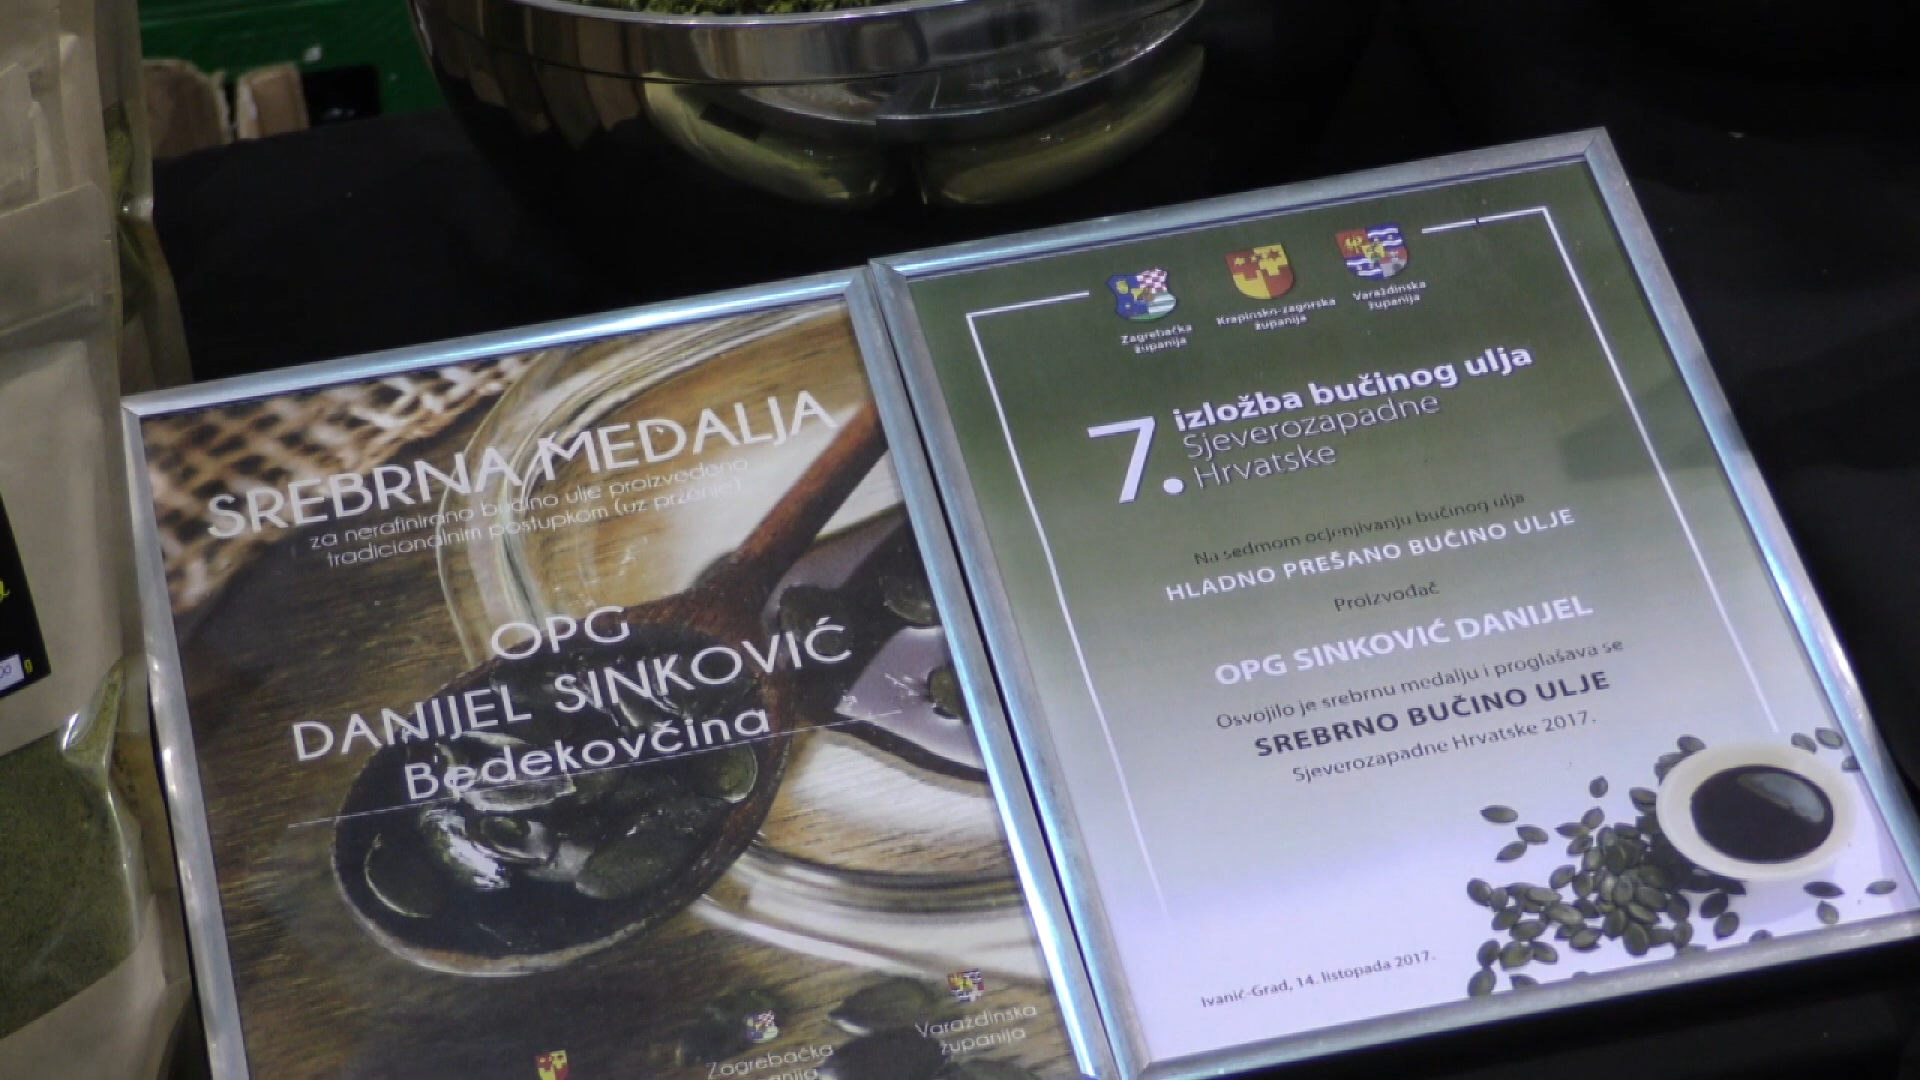 SREBRNA MEDALJA
za nerafinirano bučino ulje proizvedeno
tradicionalnim postupkom (uz prženje)
OPG
DANIJEL SINKOVIĆ
Bedekovčina
Zagrebačka
Varaždinska
županija
Zagrebačka
županija
Krapinsko-zagorska
županija
Varaždinska
županija
7. izložba bučinog ulja
Sjeverozapadne
Hrvatske
Na sedmom ocjenjivanju bučinog ulja
HLADNO PREŠANO BUČINO ULJE
Proizvođač
OPG SINKOVIĆ DANIJEL
Osvojilo je srebrnu medalju i proglašava se
SREBRNO BUČINO ULJE
Sjeverozapadne Hrvatske 2017.
Ivanić-Grad, 14. listopada 2017.